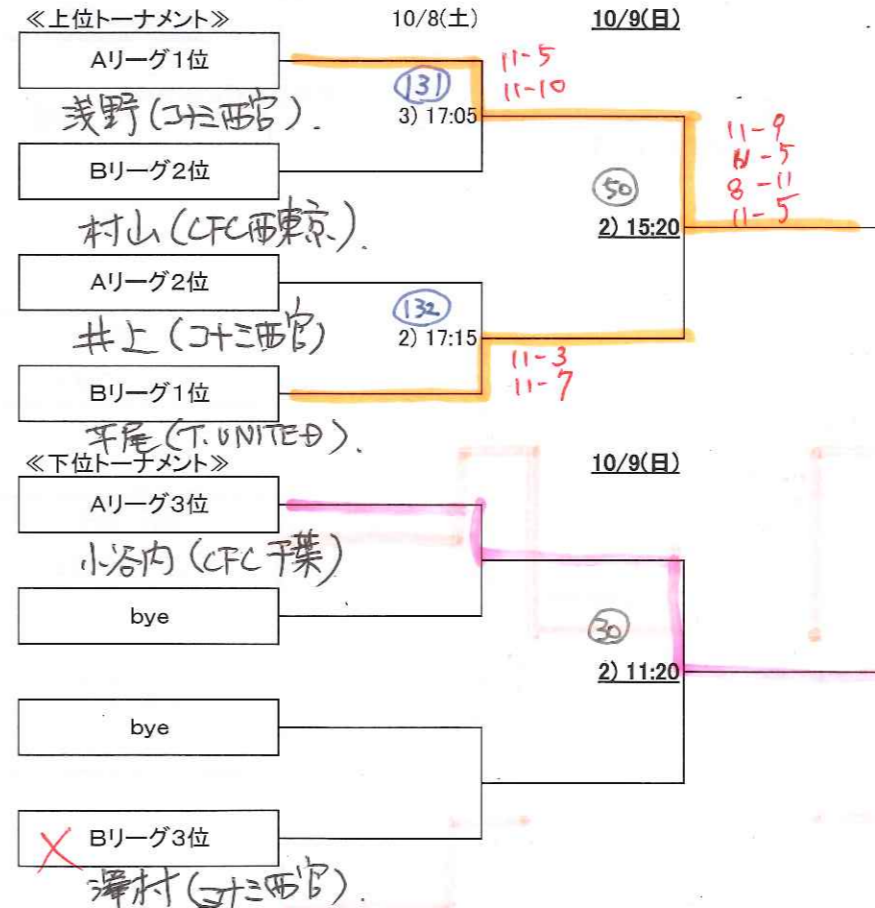 ≪上位トーナメント≫ 10/8(土) 10/9(日)
Aリーグ1位
浅野(コナミ西宮).
131
3) 17:05
11-5
11-10
Bリーグ2位
村山(CFC西東京).
50
2) 15:20
11-9
11-5
8-11
11-5
Aリーグ2位
井上(コナミ西宮)
132
2) 17:15
11-3
11-7
Bリーグ1位
平尾(T.UNITED).
≪下位トーナメント≫ 10/9(日)
Aリーグ3位
小谷内(CFC千葉)
bye
30
2) 11:20
bye
× Bリーグ3位
澤村(コナミ西宮).